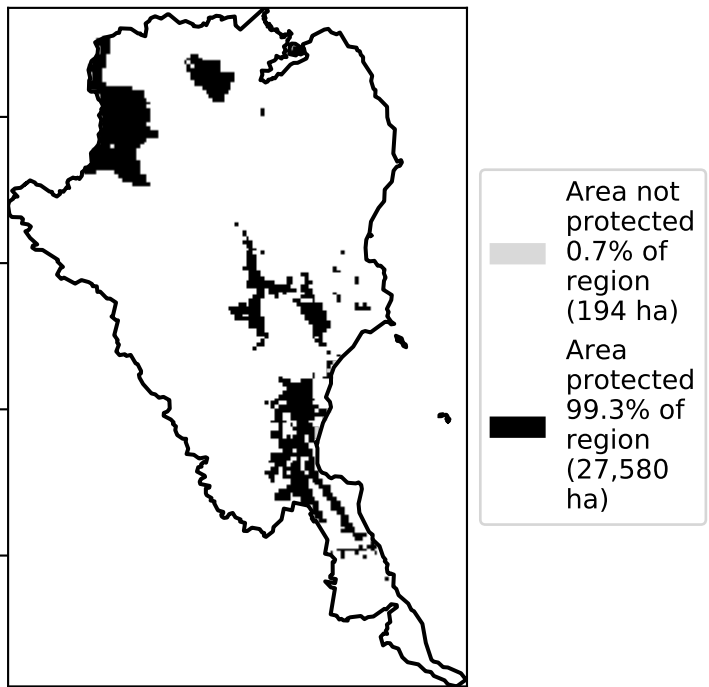 Area not
protected
0.7% of
region
(194 ha)
Area
protected
99.3% of
region
(27,580
ha)